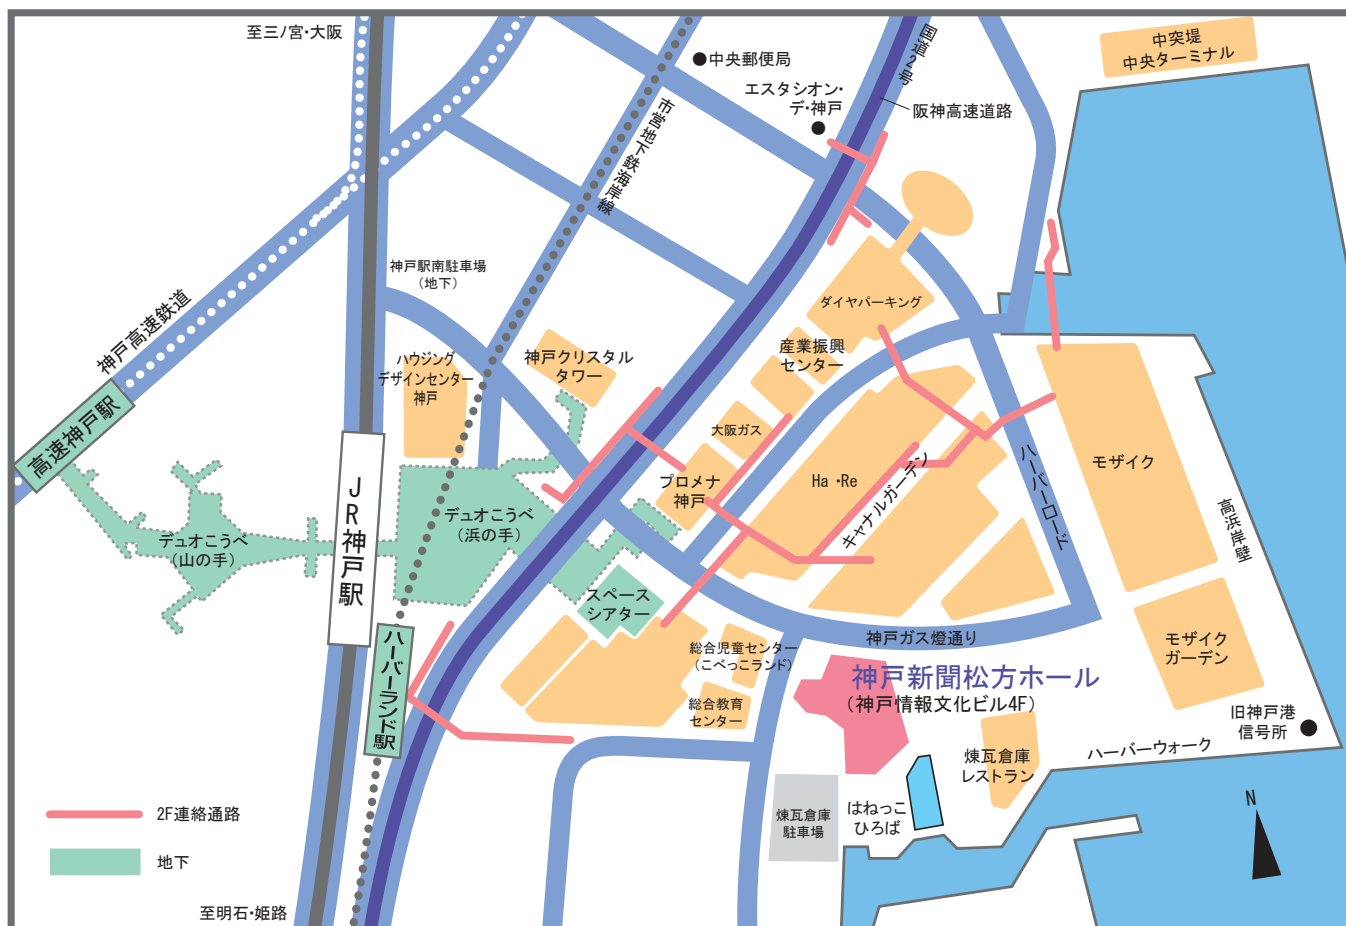 至三ノ宮・大阪
中央郵便局
エスタシオン・
デ・神戸
国道2号
阪神高速道路
中突堤
中央ターミナル
市営地下鉄海岸線
神戸駅南駐車場
（地下）
神戸高速鉄道
ハウジング
デザインセンター
神戸
神戸クリスタル
タワー
ダイヤパーキング
産業振興
センター
大阪ガス
プロメナ
神戸
Ha・Re
キャナルガーデン
ハーバーロード
モザイク
高浜岸壁
高速神戸駅
デュオこうべ
（山の手）
JR神戸駅
デュオこうべ
（浜の手）
スペース
シアター
ハーバーランド駅
総合児童センター
（こべっこランド）
総合教育
センター
神戸ガス燈通り
モザイク
ガーデン
神戸新聞松方ホール
（神戸情報文化ビル4F）
旧神戸港
信号所
ハーバーウォーク
煉瓦倉庫
レストラン
煉瓦倉庫
駐車場
はねっこ
ひろば
N
2F連絡通路
地下
至明石・姫路